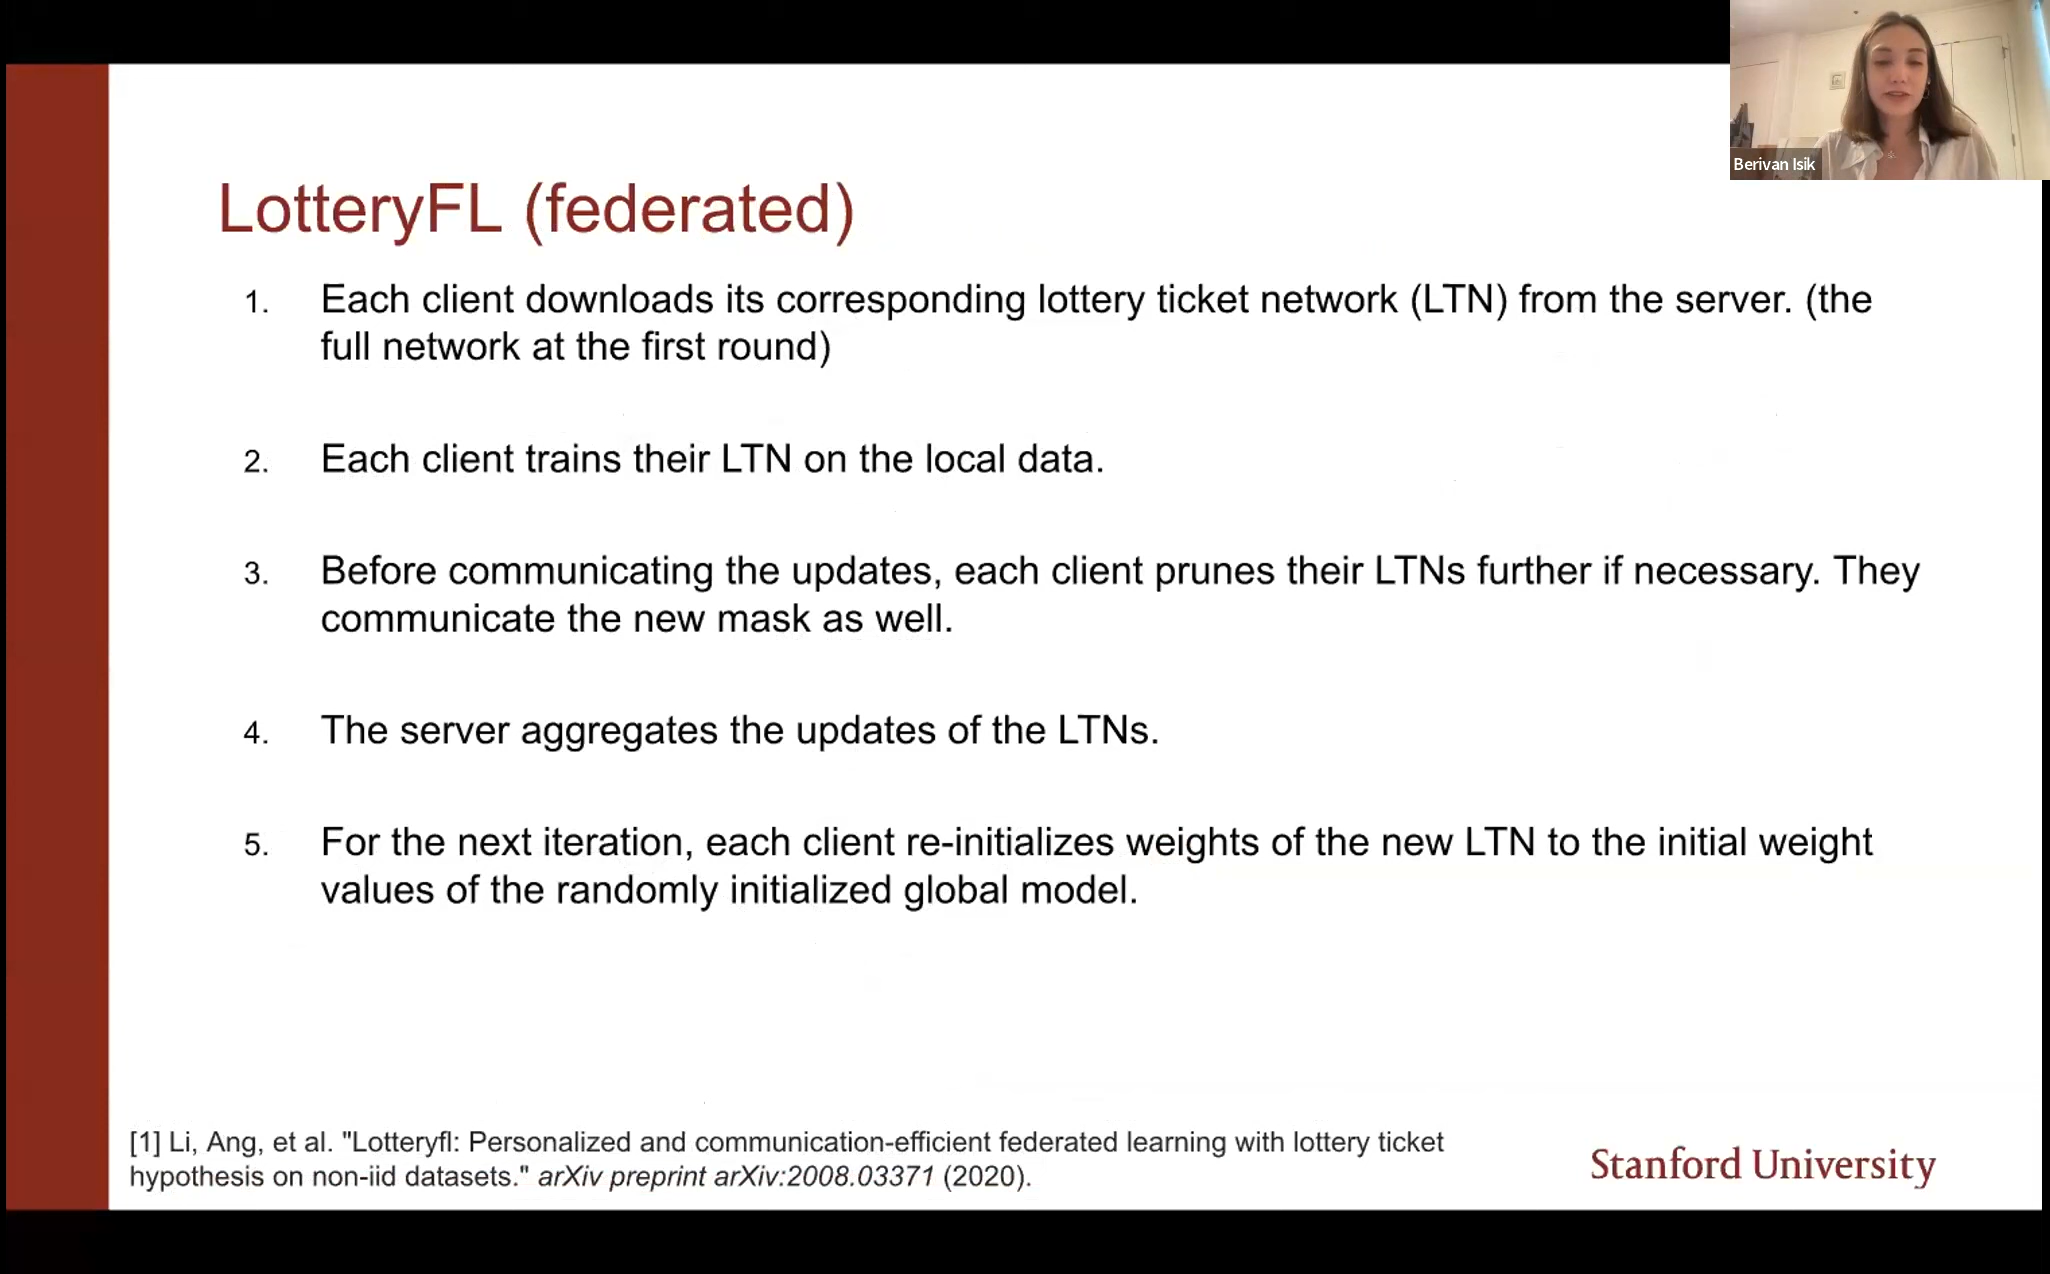 Berivan Isik
LotteryFL (federated)
1. Each client downloads its corresponding lottery ticket network (LTN) from the server. (the
full network at the first round)
2. Each client trains their LTN on the local data.
3. Before communicating the updates, each client prunes their LTNs further if necessary. They
communicate the new mask as well.
4. The server aggregates the updates of the LTNs.
5. For the next iteration, each client re-initializes weights of the new LTN to the initial weight
values of the randomly initialized global model.
[1] Li, Ang, et al. "Lotteryfl: Personalized and communication-efficient federated learning with lottery ticket
hypothesis on non-iid datasets." arXiv preprint arXiv:2008.03371 (2020).
Stanford University